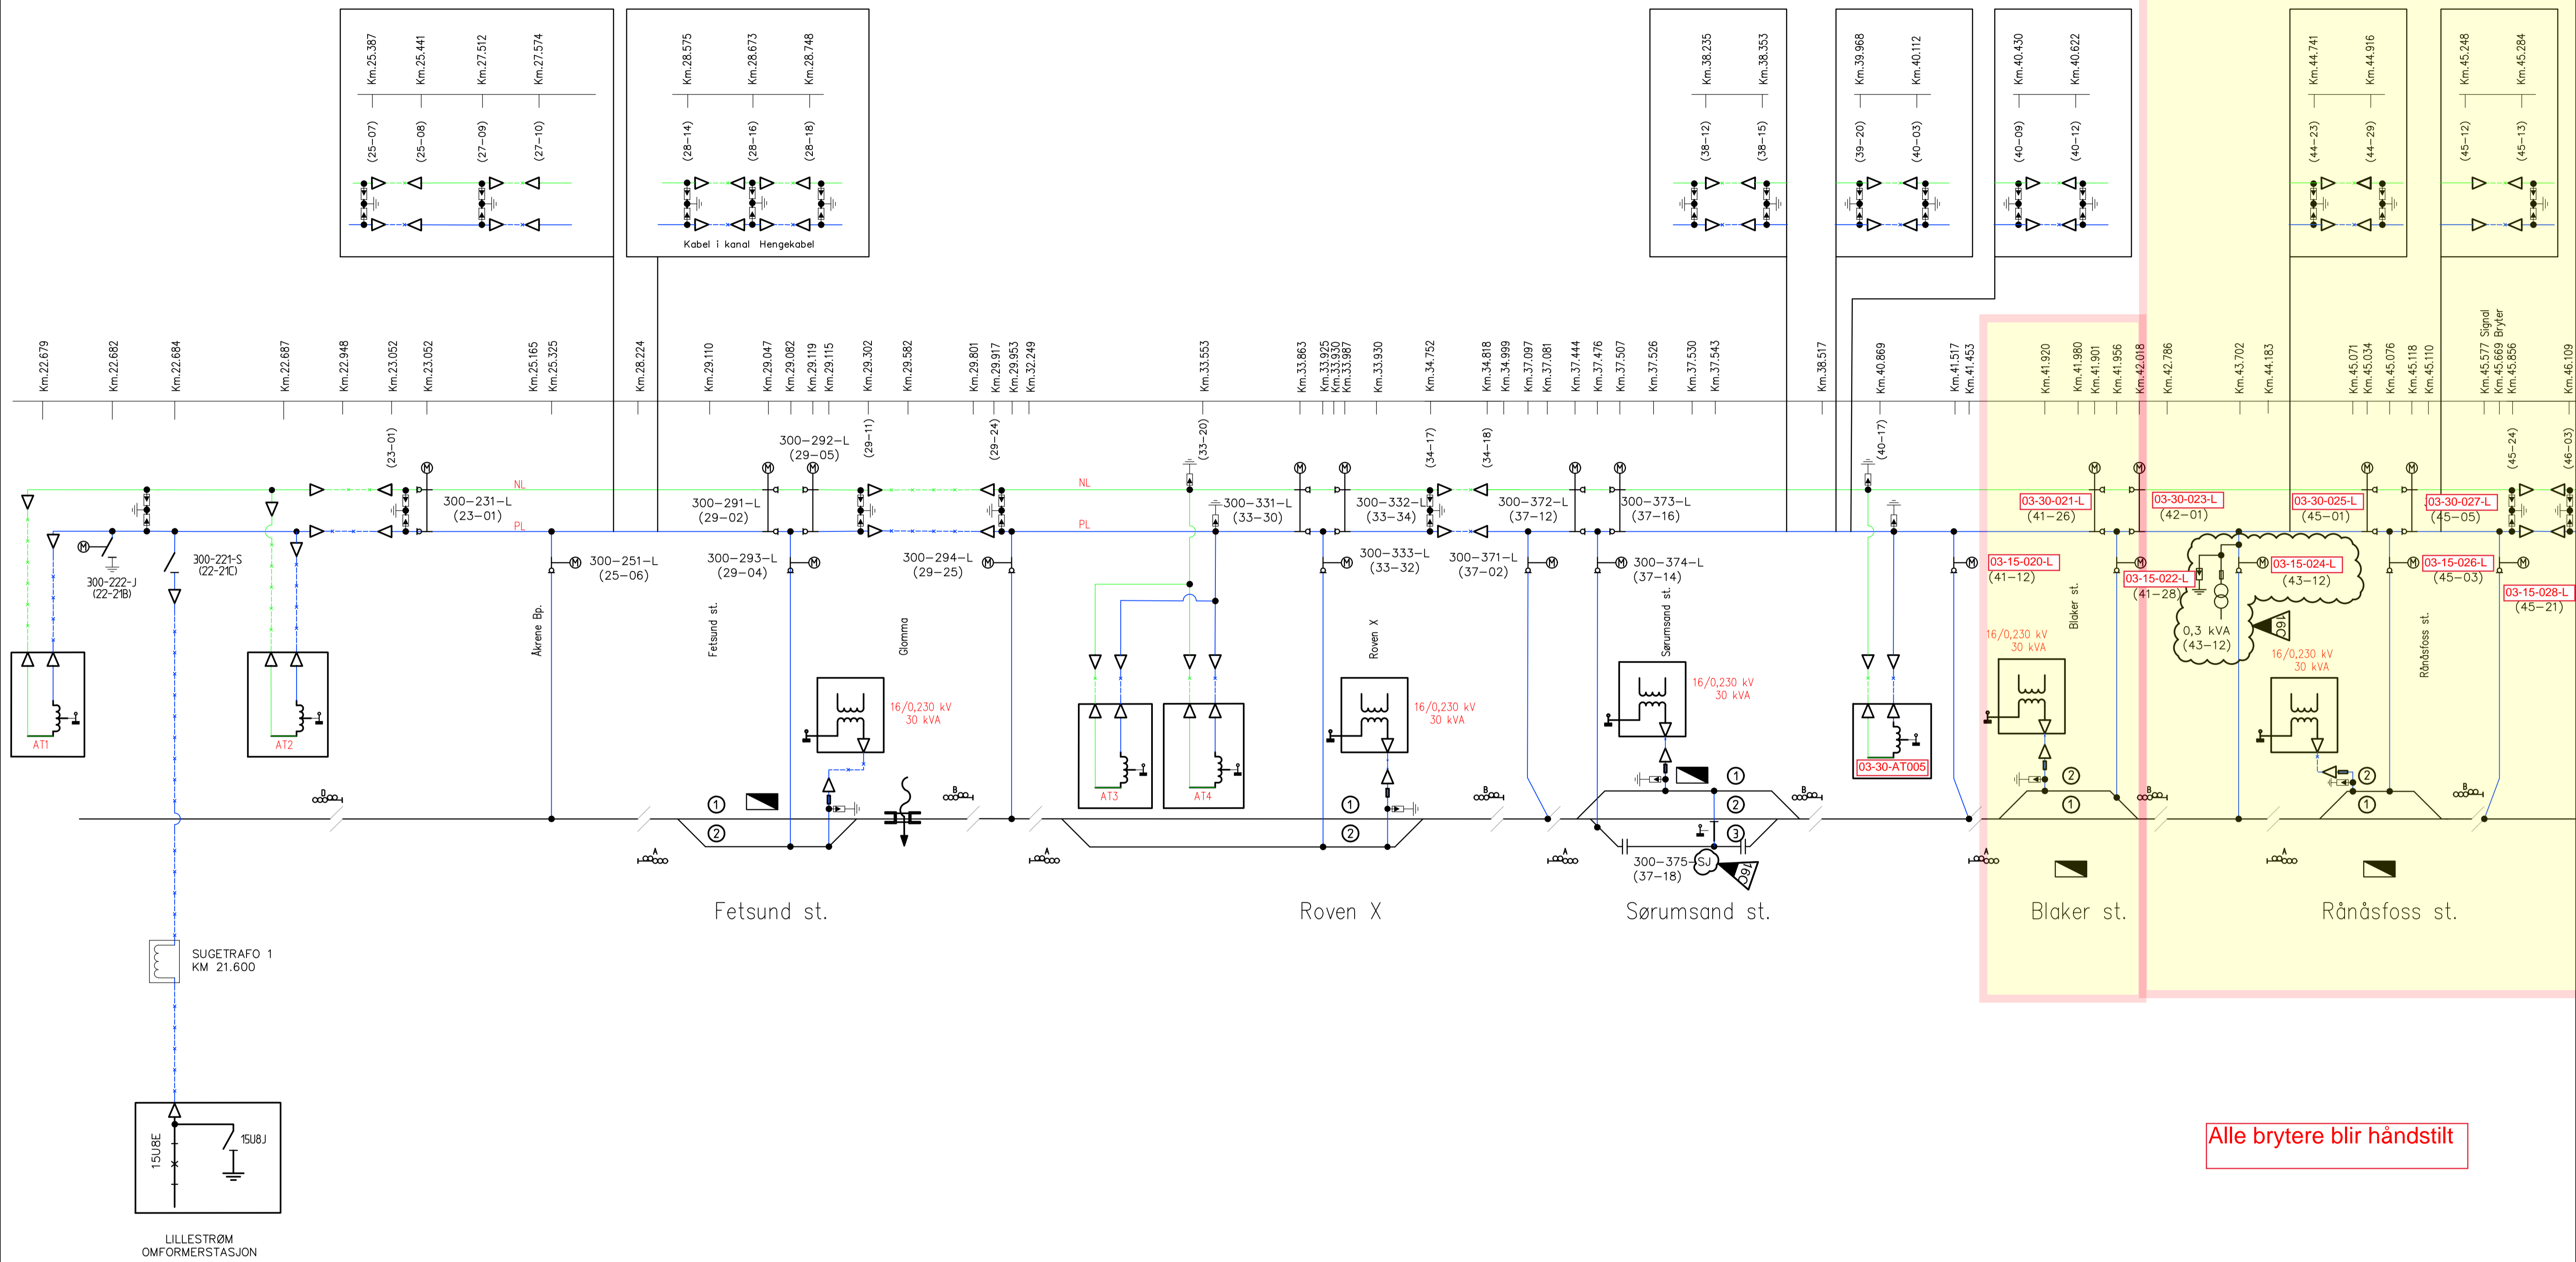 Km.25.387
Km.25.441
Km.27.512
Km.27.574
(25-07)
(25-08)
(27-09)
(27-10)
Km.28.575
Km.28.673
Km.28.748
(28-14)
(28-16)
(28-18)
Kabel i kanal Hengekabel
Km.38.235
Km.38.353
(38-12)
(38-15)
Km.39.968
Km.40.112
(39-20)
(40-03)
Km.40.430
Km.40.622
(40-09)
(40-12)
Km.44.741
Km.44.916
(44-23)
(44-29)
Km.45.248
Km.45.284
(45-12)
(45-13)
Km.22.679
Km.22.682
Km.22.684
Km.22.687
Km.22.948
Km.23.052
Km.23.052
Km.25.165
Km.25.325
Km.28.224
Km.29.110
Km.29.047
Km.29.082
Km.29.119
Km.29.115
Km.29.302
Km.29.582
Km.29.801
Km.29.917
Km.29.953
Km.32.249
Km.33.553
Km.33.863
Km.33.925
Km.33.930
Km.33.987
Km.33.930
Km.34.752
Km.34.818
Km.34.999
Km.37.097
Km.37.081
Km.37.444
Km.37.476
Km.37.507
Km.37.526
Km.37.530
Km.37.543
Km.38.517
Km.40.869
Km.41.517
Km.41.453
Km.41.920
Km.41.980
Km.41.901
Km.41.956
Km.42.018
Km.42.786
Km.43.702
Km.44.183
Km.45.071
Km.45.034
Km.45.076
Km.45.118
Km.45.110
Km.45.577 Signal
Km.45.669 Bryter
Km.45.856
Km.46.109
(23-01)
300-292-L
(29-05)
(29-11)
(29-24)
(33-20)
(34-17)
(34-18)
(40-17)
(45-24)
(46-03)
M
M
M
M
M
M
M
M
M
M
M
NL
NL
PL
PL
300-231-L
(23-01)
300-291-L
(29-02)
300-331-L
(33-30)
300-332-L
(33-34)
300-372-L
(37-12)
300-373-L
(37-16)
03-30-021-L
(41-26)
03-30-023-L
(42-01)
03-30-025-L
(45-01)
03-30-027-L
(45-05)
M
300-222-J
(22-21B)
300-221-S
(22-21C)
M
300-251-L
(25-06)
300-293-L
(29-04)
M
300-294-L
(29-25)
M
M
300-333-L
(33-32)
300-371-L
(37-02)
M
M
300-374-L
(37-14)
M
03-15-020-L
(41-12)
M
03-15-022-L
(41-28)
M
03-15-024-L
(43-12)
M
03-15-026-L
(45-03)
M
03-15-028-L
(45-21)
Åkrene Bp.
Fetsund st.
Glomma
Roven X
Sørumsand st.
Blaker st.
Rånåsfoss st.
0,3 kVA
(43-12)
16C
AT1
AT2
16/0,230 kV
30 kVA
AT3
AT4
16/0,230 kV
30 kVA
16/0,230 kV
30 kVA
03-30-AT005
16/0,230 kV
30 kVA
16/0,230 kV
30 kVA
D
A
1
2
B
A
1
2
B
A
1
2
3
B
A
2
1
B
A
2
1
B
300-375-SJ
(37-18)
16C
Fetsund st.
Roven X
Sørumsand st.
Blaker st.
Rånåsfoss st.
SUGETRAFO 1
KM 21.600
15U8E
15U8J
LILLESTRØM
OMFORMERSTASJON
Alle brytere blir håndstilt